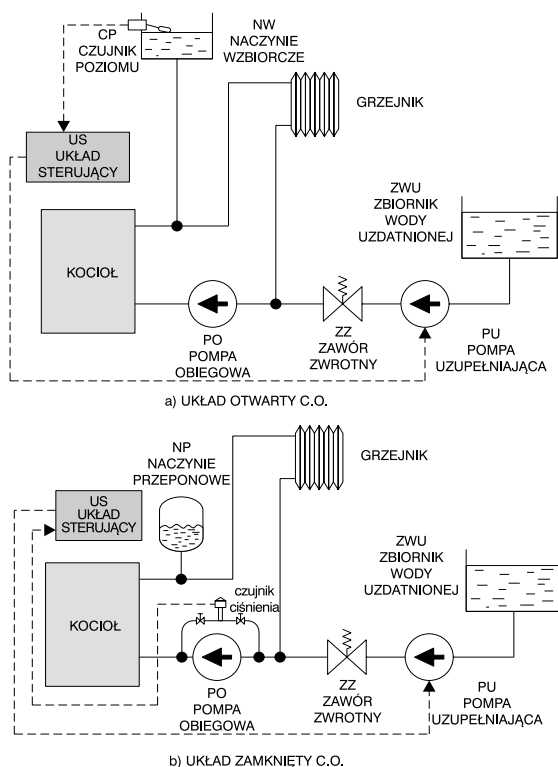 CP
CZUJNIK
POZIOMU
NW
NACZYNIE
WZBIORCZE
GRZEJNIK
US
UKŁAD
STERUJĄCY
ZWU
ZBIORNIK
WODY
UZDATNIONEJ
KOCIOŁ
PO
POMPA
OBIEGOWA
ZZ
ZAWÓR
ZWROTNY
PU
POMPA
UZUPEŁNIAJĄCA
a) UKŁAD OTWARTY C.O.
NP
NACZYNIE
PRZEPONOWE
GRZEJNIK
US
UKŁAD
STERUJĄCY
ZWU
ZBIORNIK
WODY
UZDATNIONEJ
czujnik
ciśnienia
KOCIOŁ
PO
POMPA
OBIEGOWA
ZZ
ZAWÓR
ZWROTNY
PU
POMPA
UZUPEŁNIAJĄCA
b) UKŁAD ZAMKNIĘTY C.O.